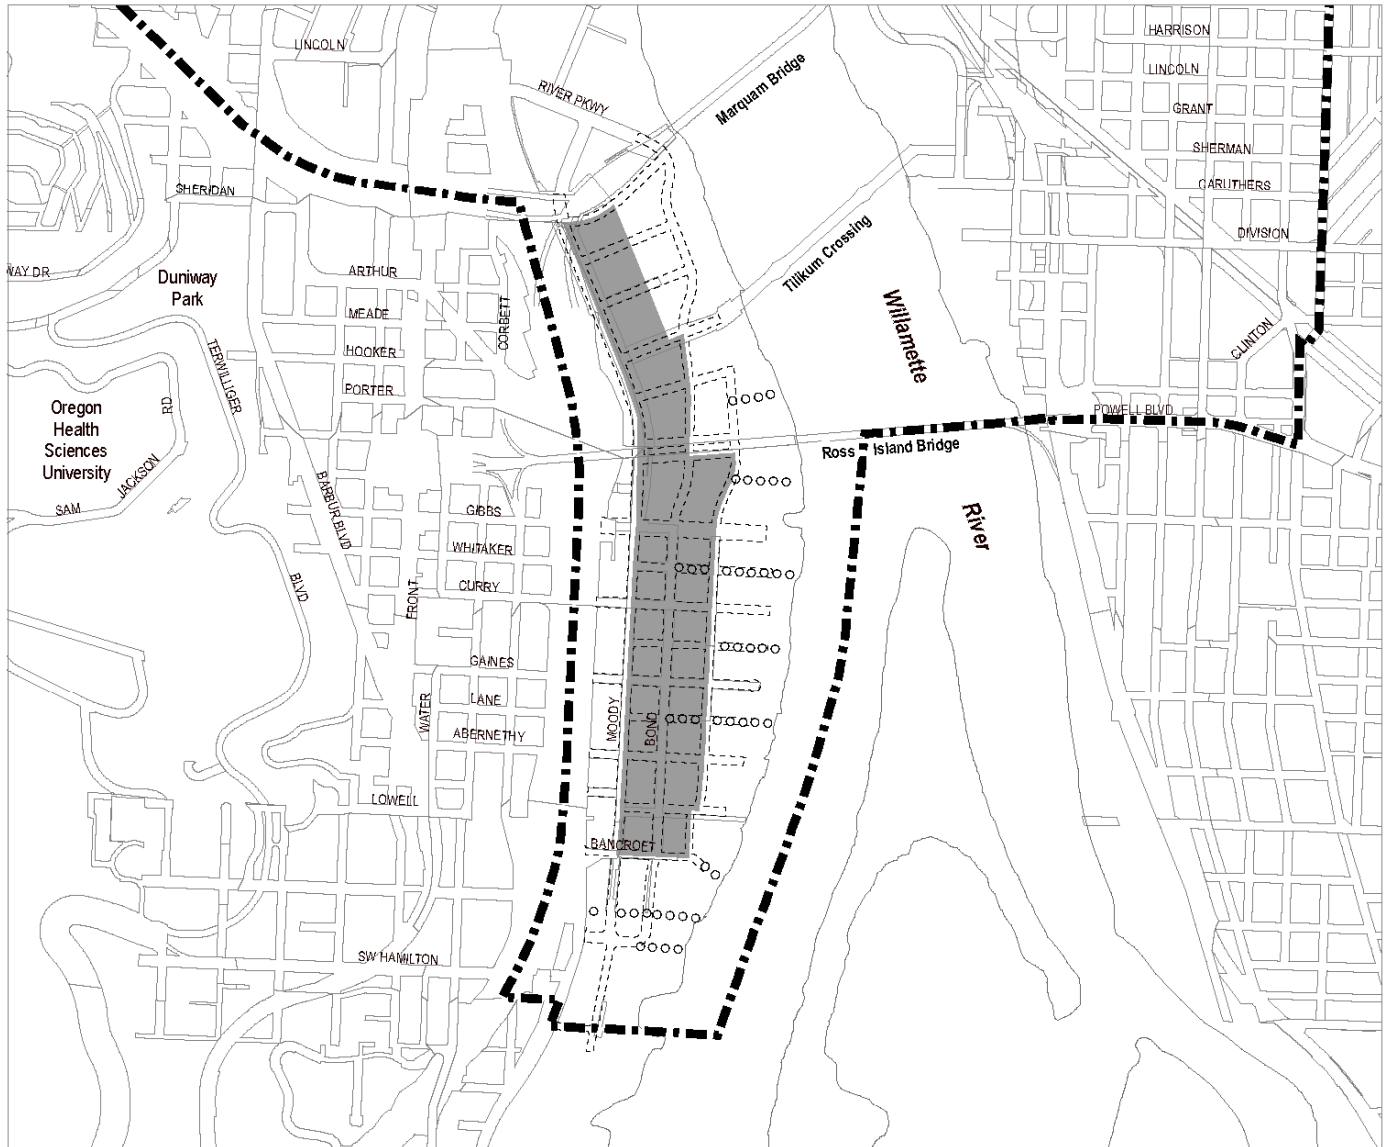 LINCOLN
RIVER PKWY
Marquam Bridge
HARRISON
LINCOLN
GRANT
SHERMAN
CARUTHERS
DIVISION
SHERIDAN
WAY DR
Duniway
Park
ARTHUR
MEADE
HOOKER
PORTER
CORBETT
Tilikum Crossing
Willamette
River
CLINTON
POWELL BLVD
Ross Island Bridge
TERWILLIGER
BLVD
Oregon
Health
Sciences
University
SAM
JACKSON
RD
BARBUR BLVD
GIBBS
WHITAKER
CURRY
FRONT
GAINES
LANE
WATER
ABERNETHY
MOODY
BOND
LOWELL
BANCROFT
SW HAMILTON